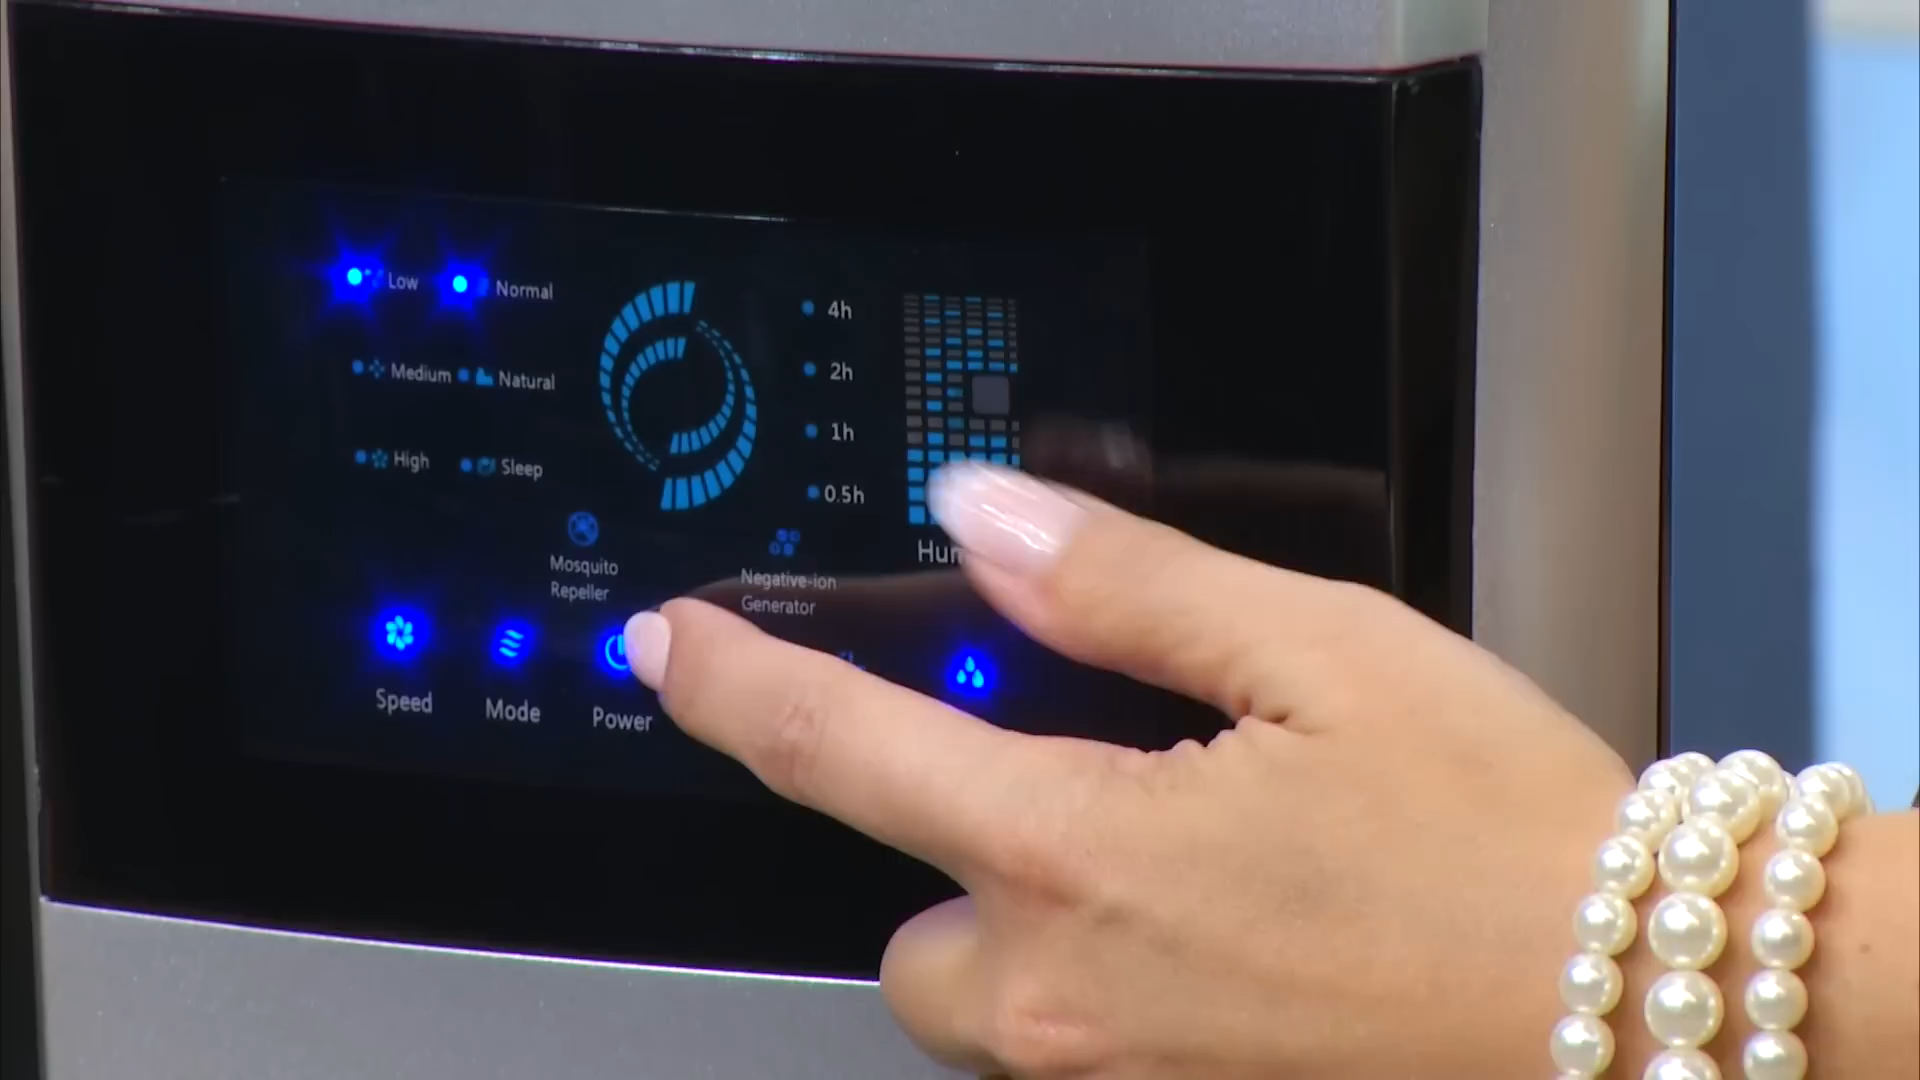 Low
Normal
4h
Medium
Natural
2h
1h
High
Sleep
0.5h
Mosquito
Repeller
Negative-ion
Generator
Speed
Mode
Power